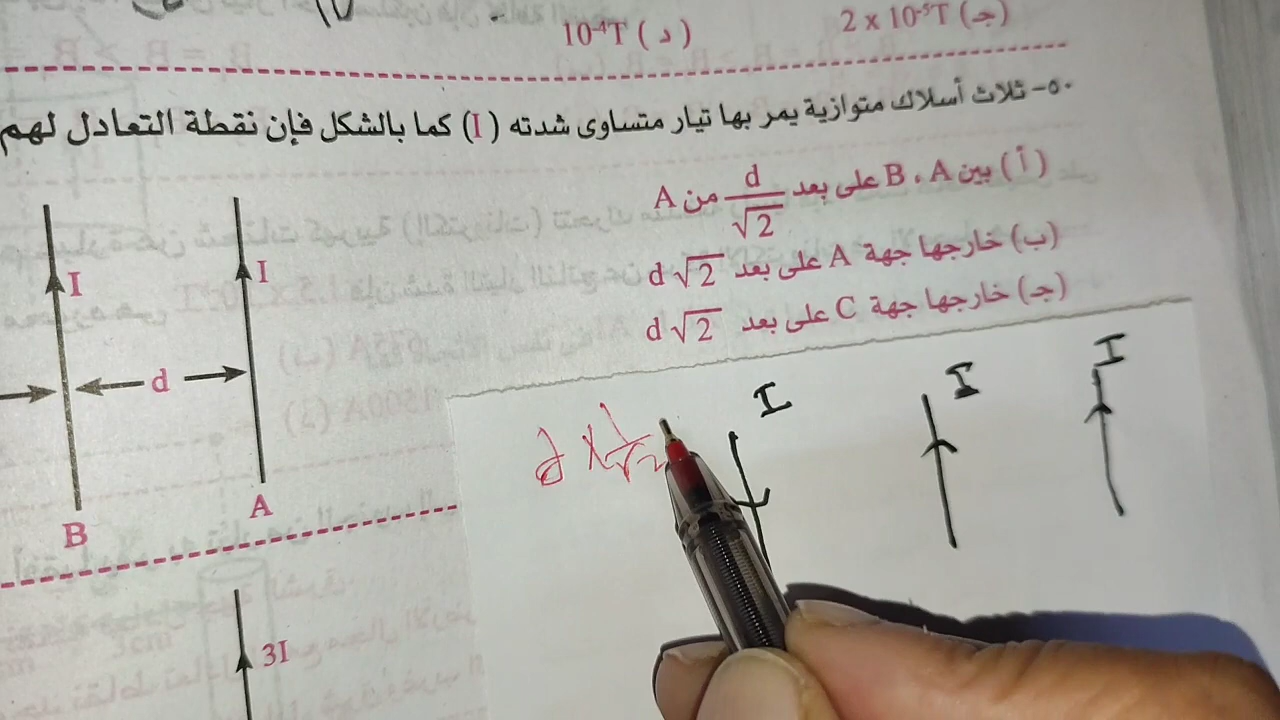 (جـ) 2 x 10⁻⁵T (د) 10⁻⁴T
٥٠- ثلاث أسلاك متوازية يمر بها تيار متساوى شدته (I) كما بالشكل فإن نقطة التعادل لهم
(أ) بين B ، A على بعد d/√2 من A
(ب) خارجها جهة A على بعد d√2
(جـ) خارجها جهة C على بعد d√2
I I
d
B A
3I
I I I
d × 1/√2